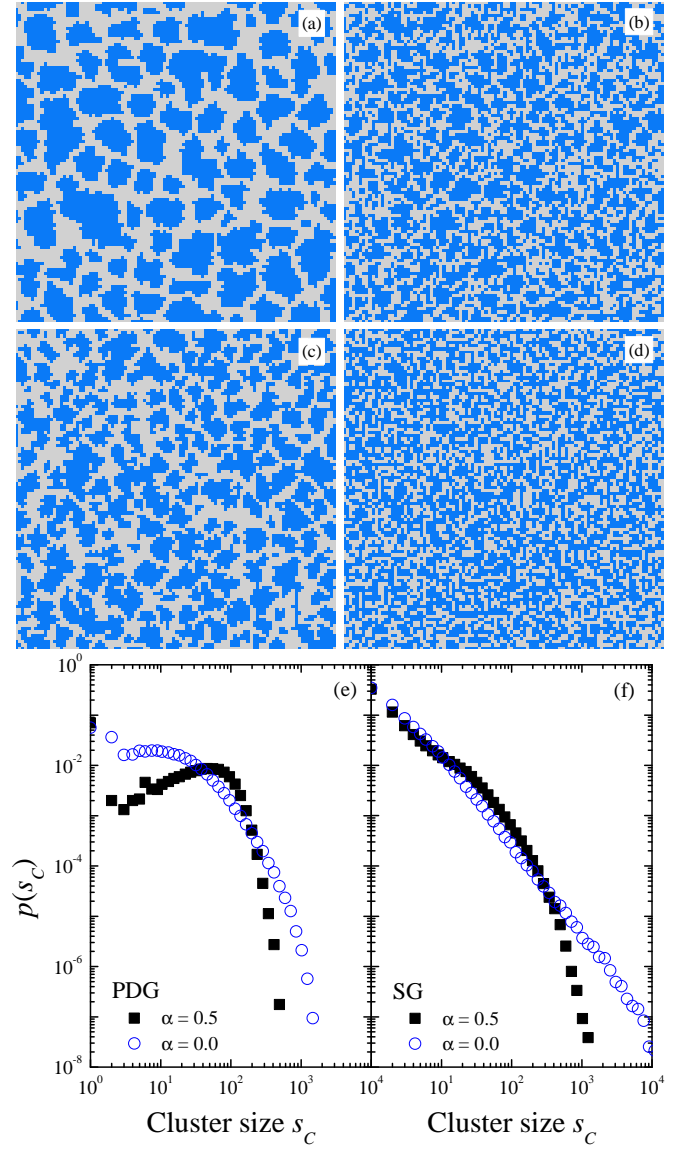 (a)
(b)
(c)
(d)
10^0
10^-2
10^-4
10^-6
10^-8
p(s_C)
(e)
PDG
■ α = 0.5
○ α = 0.0
(f)
SG
■ α = 0.5
○ α = 0.0
10^0 10^1 10^2 10^3 10^4 10^1 10^2 10^3 10^4
Cluster size s_C Cluster size s_C